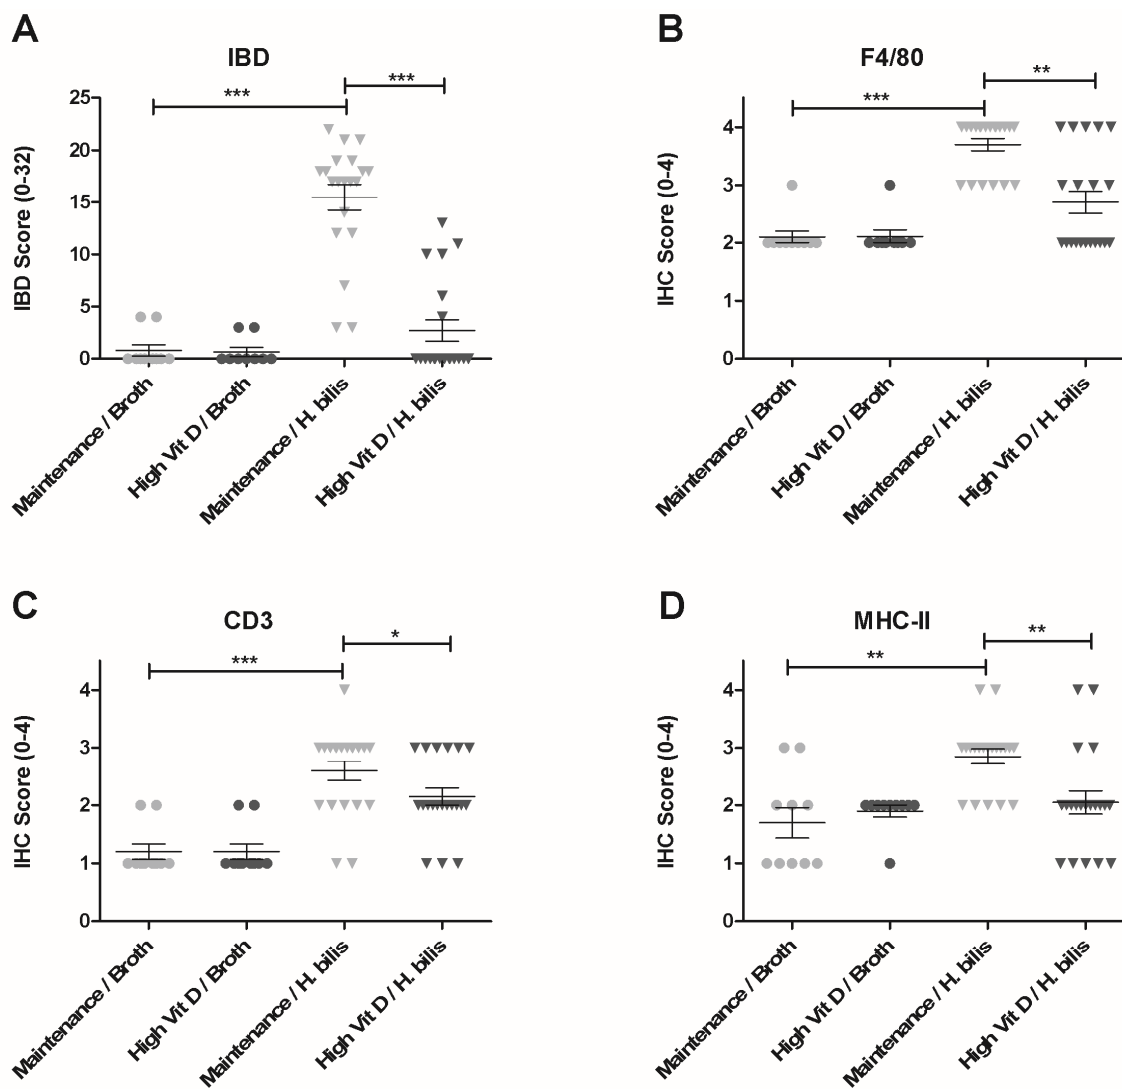 A
IBD
***
***
IBD Score (0-32)
25
20
15
10
5
0
Maintenance / Broth
High Vit D / Broth
Maintenance / H. bilis
High Vit D / H. bilis
B
F4/80
***
**
IHC Score (0-4)
4
3
2
1
0
Maintenance / Broth
High Vit D / Broth
Maintenance / H. bilis
High Vit D / H. bilis
C
CD3
***
*
IHC Score (0-4)
4
3
2
1
0
Maintenance / Broth
High Vit D / Broth
Maintenance / H. bilis
High Vit D / H. bilis
D
MHC-II
**
**
IHC Score (0-4)
4
3
2
1
0
Maintenance / Broth
High Vit D / Broth
Maintenance / H. bilis
High Vit D / H. bilis